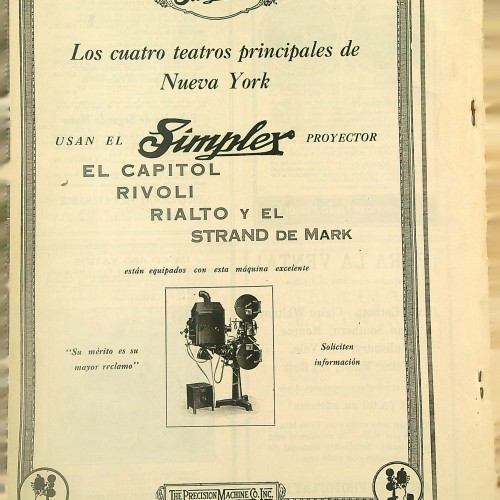 Los cuatro teatros principales de
Nueva York
USAN EL Simplex PROYECTOR
EL CAPITOL
RIVOLI
RIALTO Y EL
STRAND DE MARK
están equipados con esta máquina excelente
"Su mérito es su
mayor reclamo"
Soliciten
información
THE PRECISION MACHINE CO. INC.